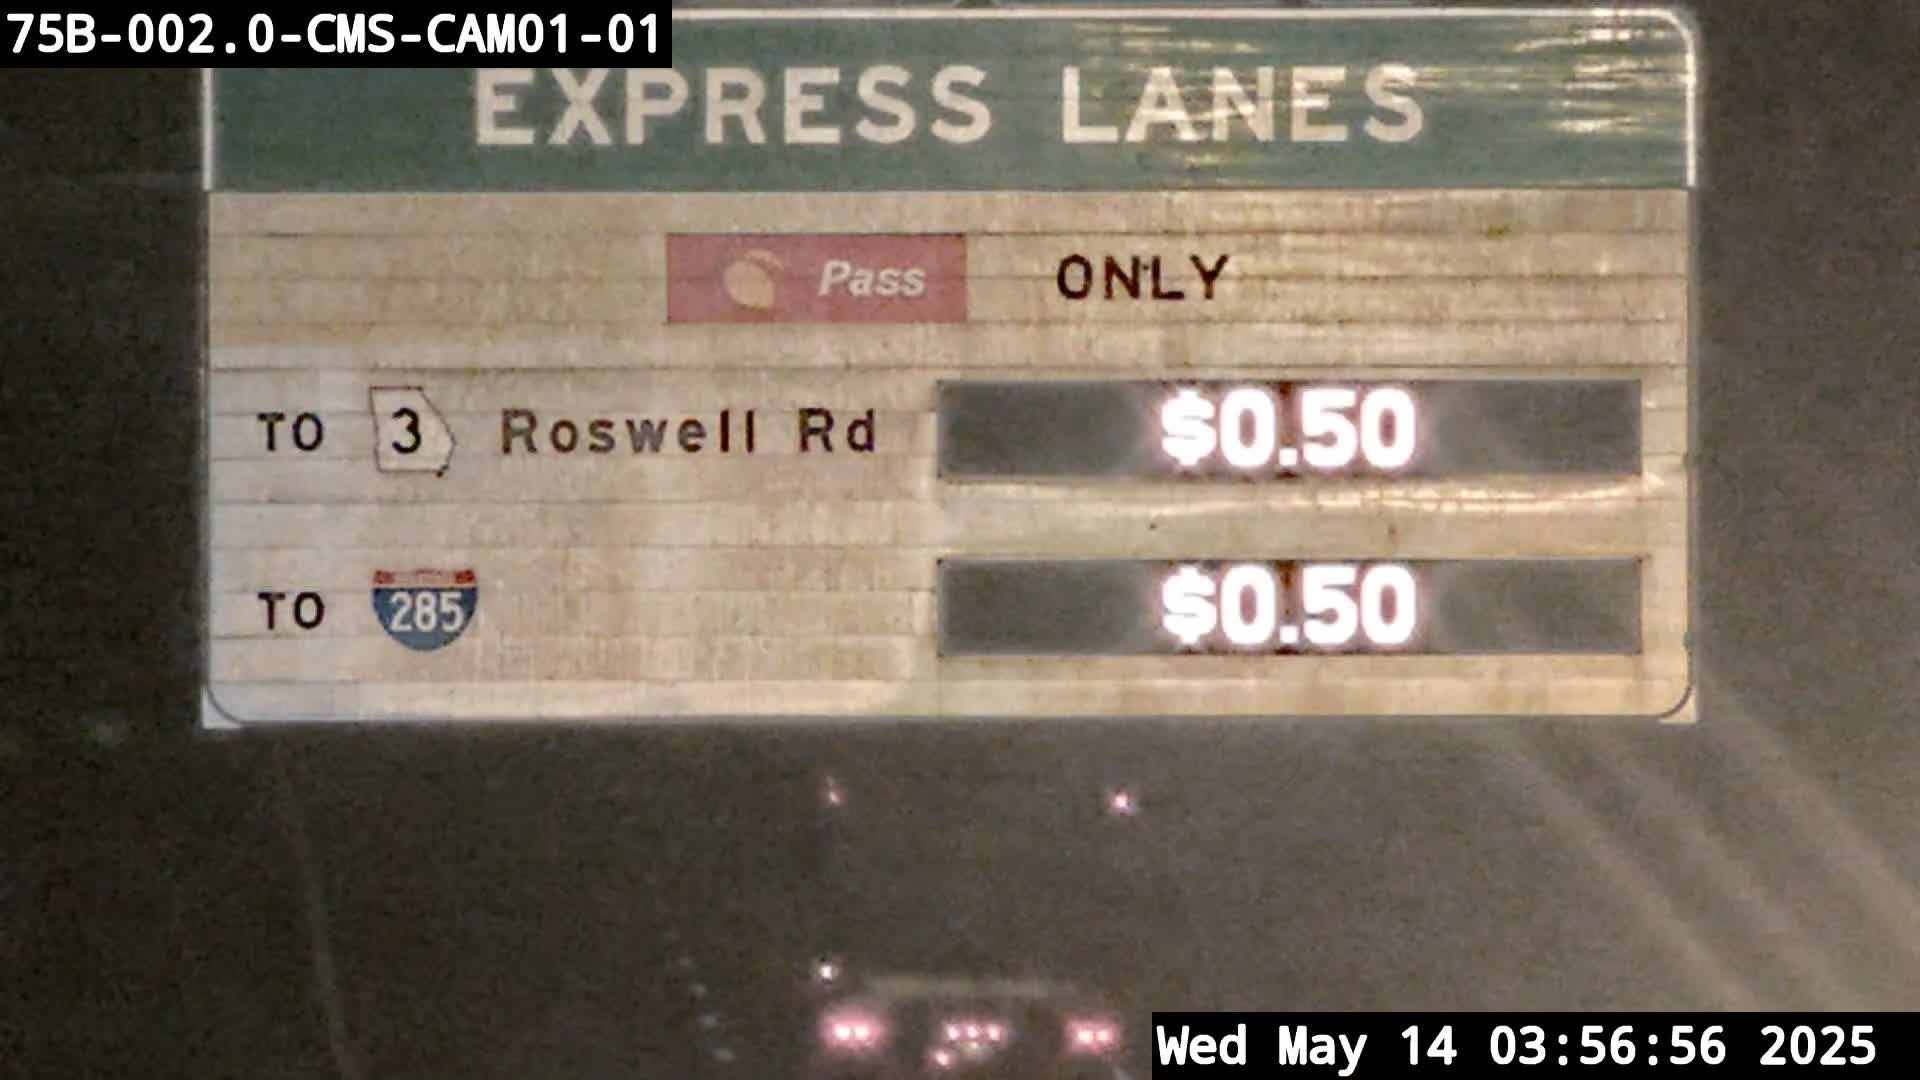 75B-002.0-CMS-CAM01-01
EXPRESS LANES
Pass ONLY
TO 3 Roswell Rd $0.50
TO 285 $0.50
Wed May 14 03:56:56 2025